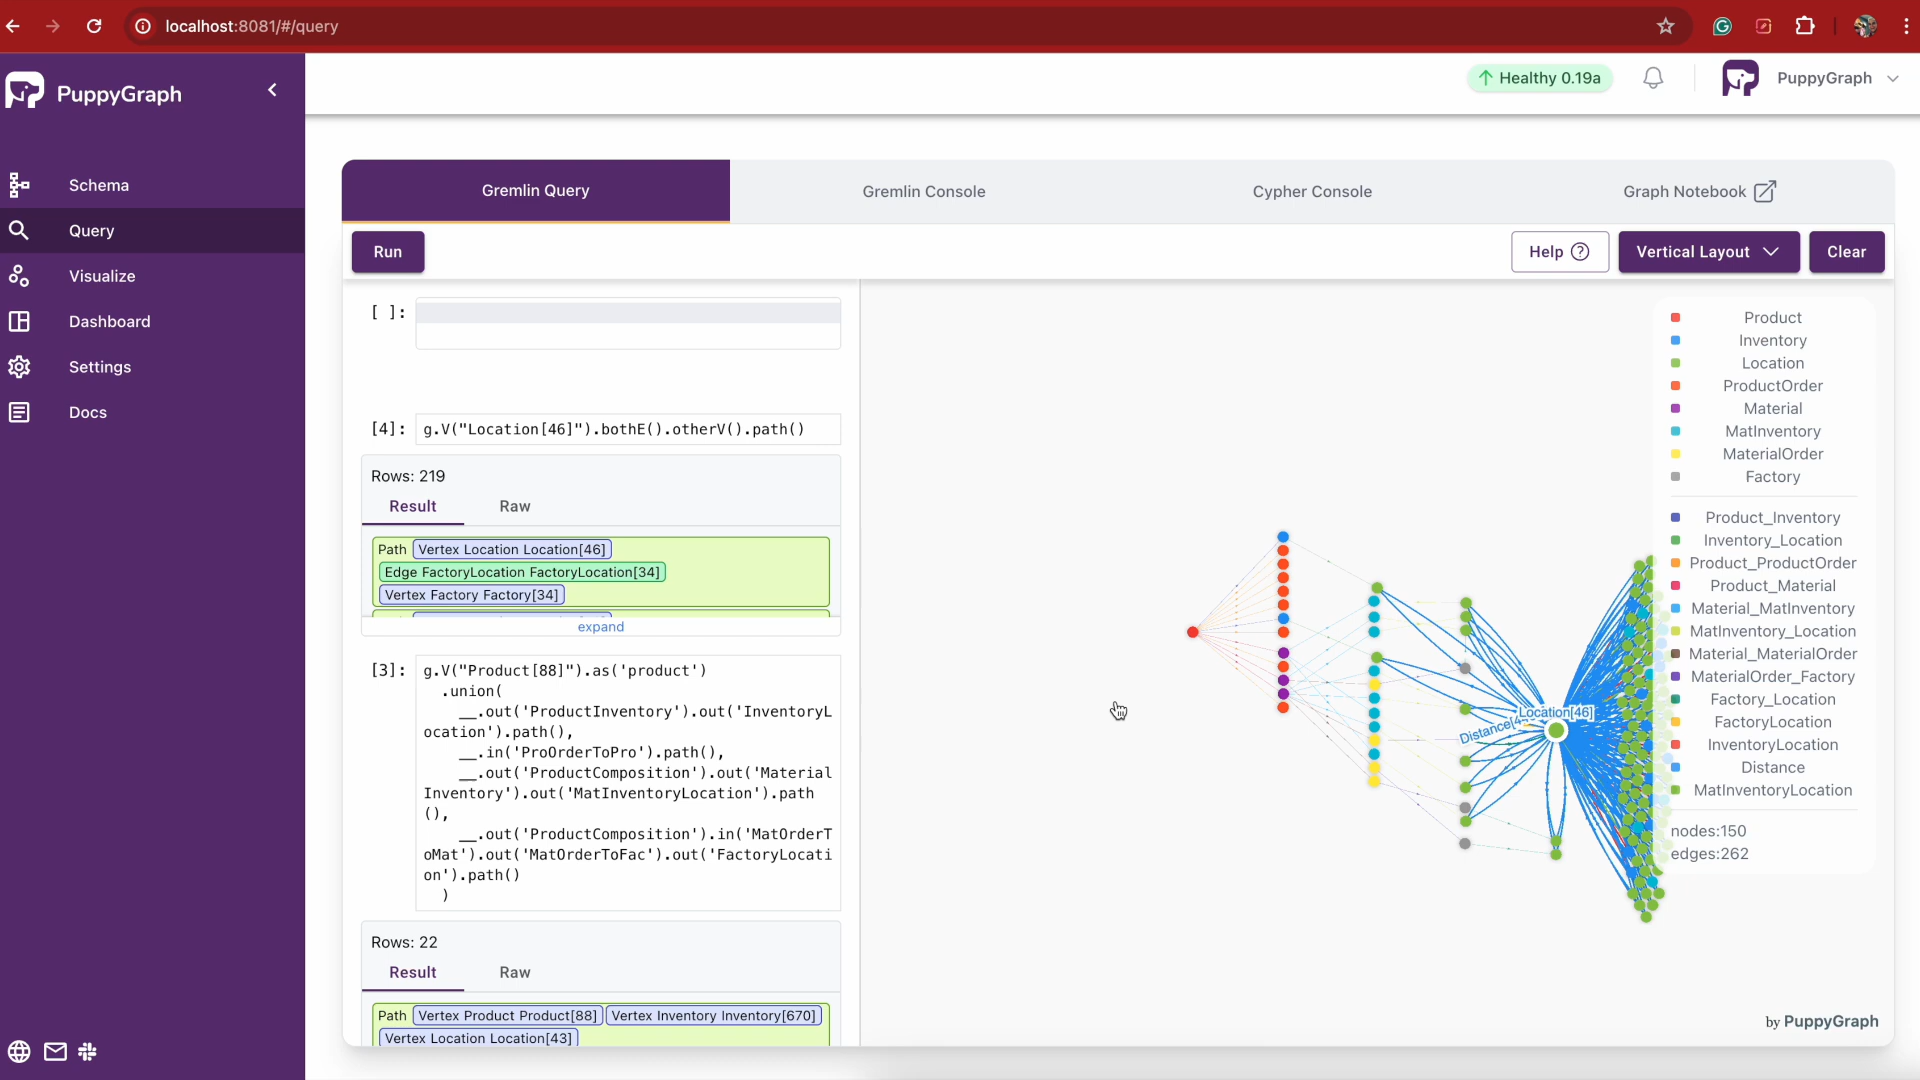 localhost:8081/#/query
PuppyGraph
Healthy 0.19a
PuppyGraph
Schema
Query
Visualize
Dashboard
Settings
Docs
Gremlin Query
Gremlin Console
Cypher Console
Graph Notebook
Run
Help
Vertical Layout
Clear
[ ]:
[4]: g.V("Location[46]").bothE().otherV().path()
Rows: 219
Result Raw
Path Vertex Location Location[46]
Edge FactoryLocation FactoryLocation[34]
Vertex Factory Factory[34]
expand
[3]: g.V("Product[88]").as('product')
.union(
__.out('ProductInventory').out('InventoryL
ocation').path(),
__.in('ProOrderToPro').path(),
__.out('ProductComposition').out('Material
Inventory').out('MatInventoryLocation').path
(),
__.out('ProductComposition').in('MatOrderT
oMat').out('MatOrderToFac').out('FactoryLocati
on').path()
)
Rows: 22
Result Raw
Path Vertex Product Product[88] Vertex Inventory Inventory[670]
Vertex Location Location[43]
Location[46]
Product
Inventory
Location
ProductOrder
Material
MatInventory
MaterialOrder
Factory
Product_Inventory
Inventory_Location
Product_ProductOrder
Product_Material
Material_MatInventory
MatInventory_Location
Material_MaterialOrder
MaterialOrder_Factory
Factory_Location
FactoryLocation
InventoryLocation
Distance
MatInventoryLocation
nodes:150
edges:262
by PuppyGraph